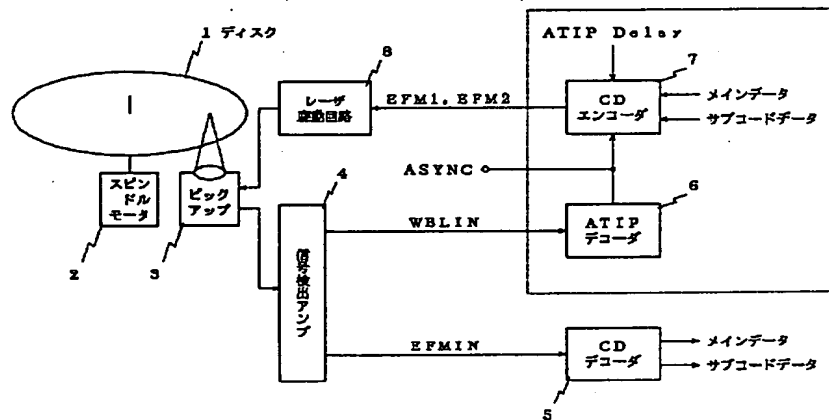 1 ディスク
ATIP Delay
8
7
レーザ
駆動回路
EFM1, EFM2
CD
エンコーダ
メインデータ
サブコードデータ
スピン
ドル
モータ
ピック
アップ
4
ASYNC
6
2
3
WBLIN
ATIP
デコーダ
信号検出アンプ
EFMIN
CD
デコーダ
メインデータ
サブコードデータ
5